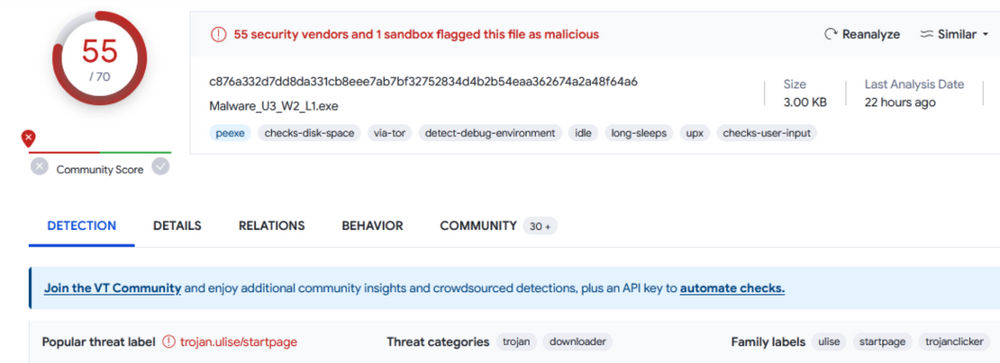 55
/ 70
Community Score
55 security vendors and 1 sandbox flagged this file as malicious
Reanalyze
Similar
c876a332d7dd8da331cb8eee7ab7bf32752834d4b2b54eaa362674a2a48f64a6
Malware_U3_W2_L1.exe
Size
3.00 KB
Last Analysis Date
22 hours ago
peexe checks-disk-space via-tor detect-debug-environment idle long-sleeps upx checks-user-input
DETECTION DETAILS RELATIONS BEHAVIOR COMMUNITY 30 +
Join the VT Community and enjoy additional community insights and crowdsourced detections, plus an API key to automate checks.
Popular threat label trojan.ulise/startpage Threat categories trojan downloader Family labels ulise startpage trojanclicker